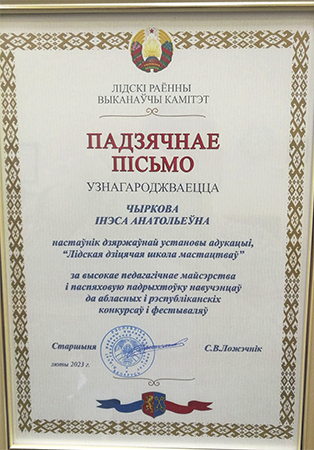 ЛІДСКІ РАЁННЫ
ВЫКАНАЎЧЫ КАМІТЭТ
ПАДЗЯЧНАЕ
ПІСЬМО
УЗНАГАРОДЖВАЕЦЦА
ЧЫРКОВА
ІНЭСА АНАТОЛЬЕЎНА
настаўнік дзяржаўнай установы адукацыі,
“Лідская дзіцячая школа мастацтваў”
за высокае педагагічнае майсэрства
і паспяховую падрыхтоўку навучэнцаў
да абласных і рэспубліканскіх
конкурсаў і фестываляў
Старшыня С.В.Ложэчнік
люты 2023 г.